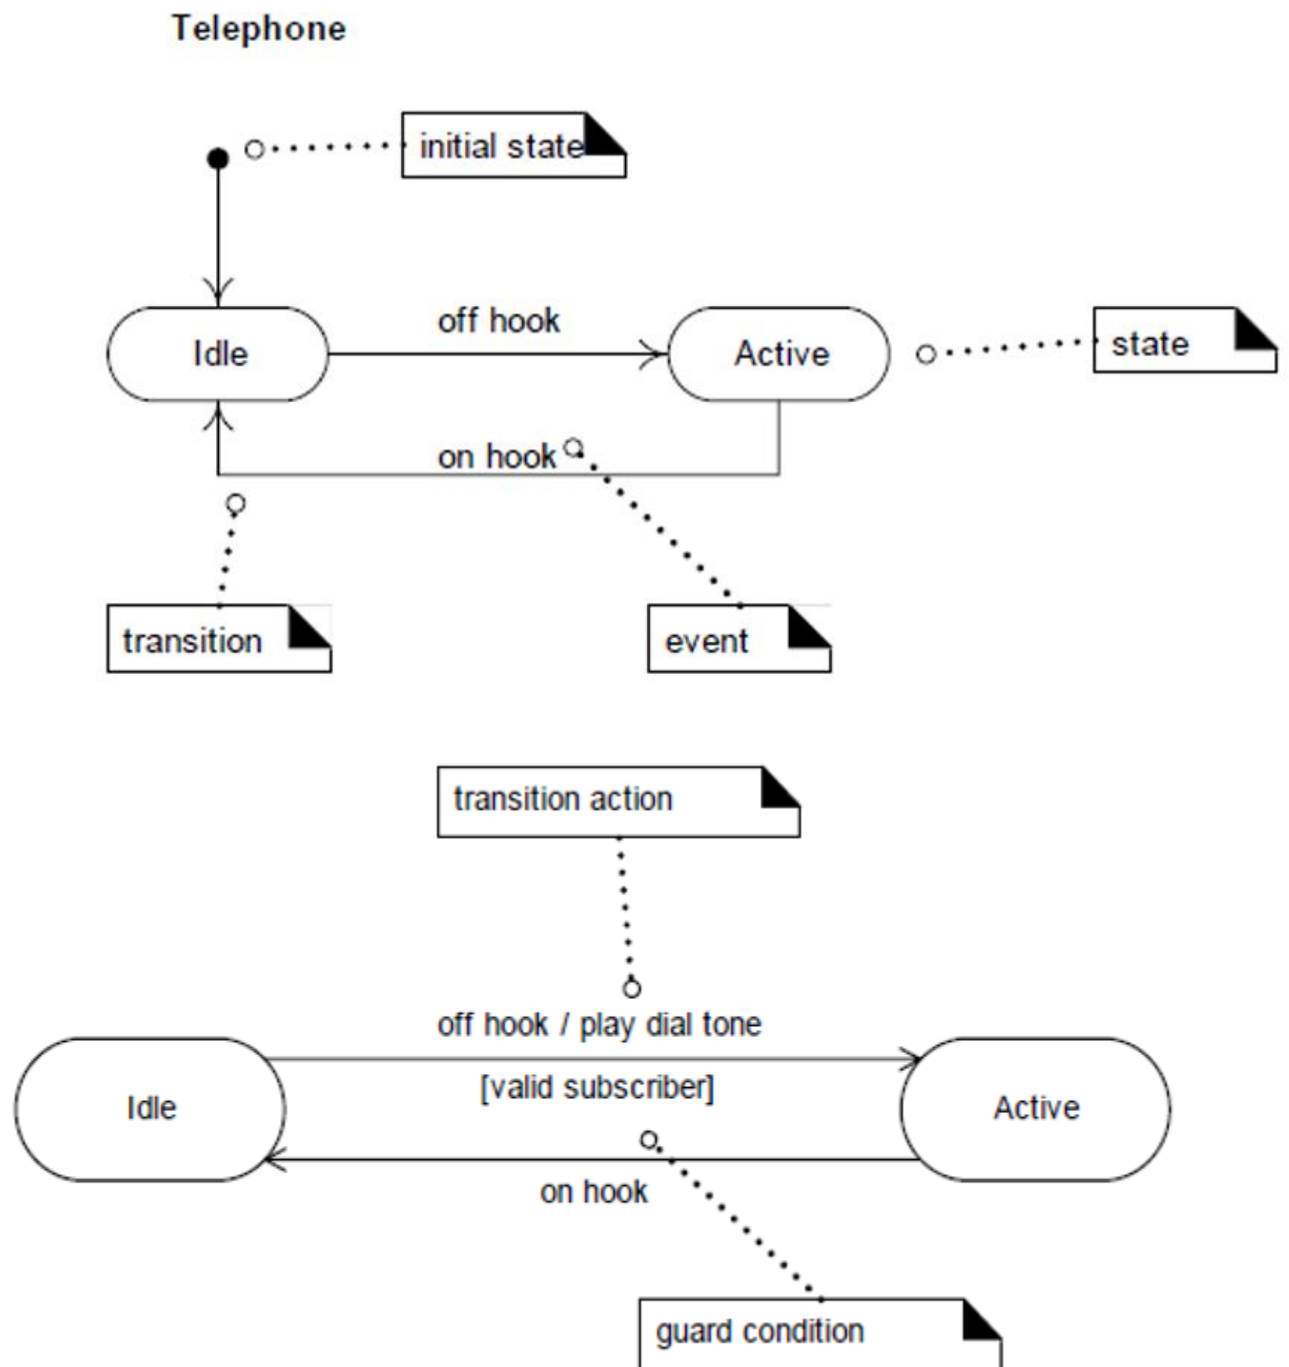 Telephone
initial state
off hook
Idle
Active
state
on hook
transition
event
transition action
off hook / play dial tone
[valid subscriber]
Idle
Active
on hook
guard condition